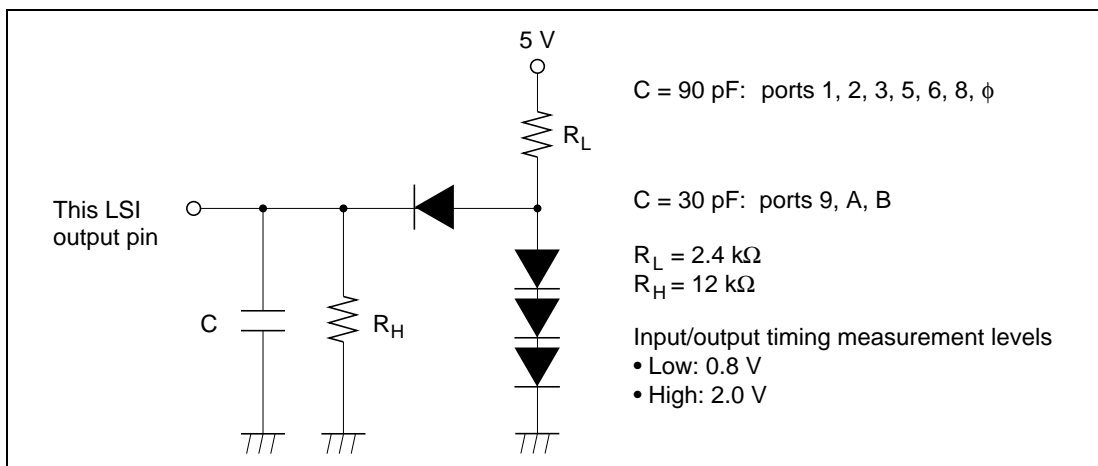 5 V
C = 90 pF: ports 1, 2, 3, 5, 6, 8, ϕ
R_L
This LSI
output pin
C = 30 pF: ports 9, A, B
R_L = 2.4 kΩ
R_H = 12 kΩ
C
R_H
Input/output timing measurement levels
• Low: 0.8 V
• High: 2.0 V